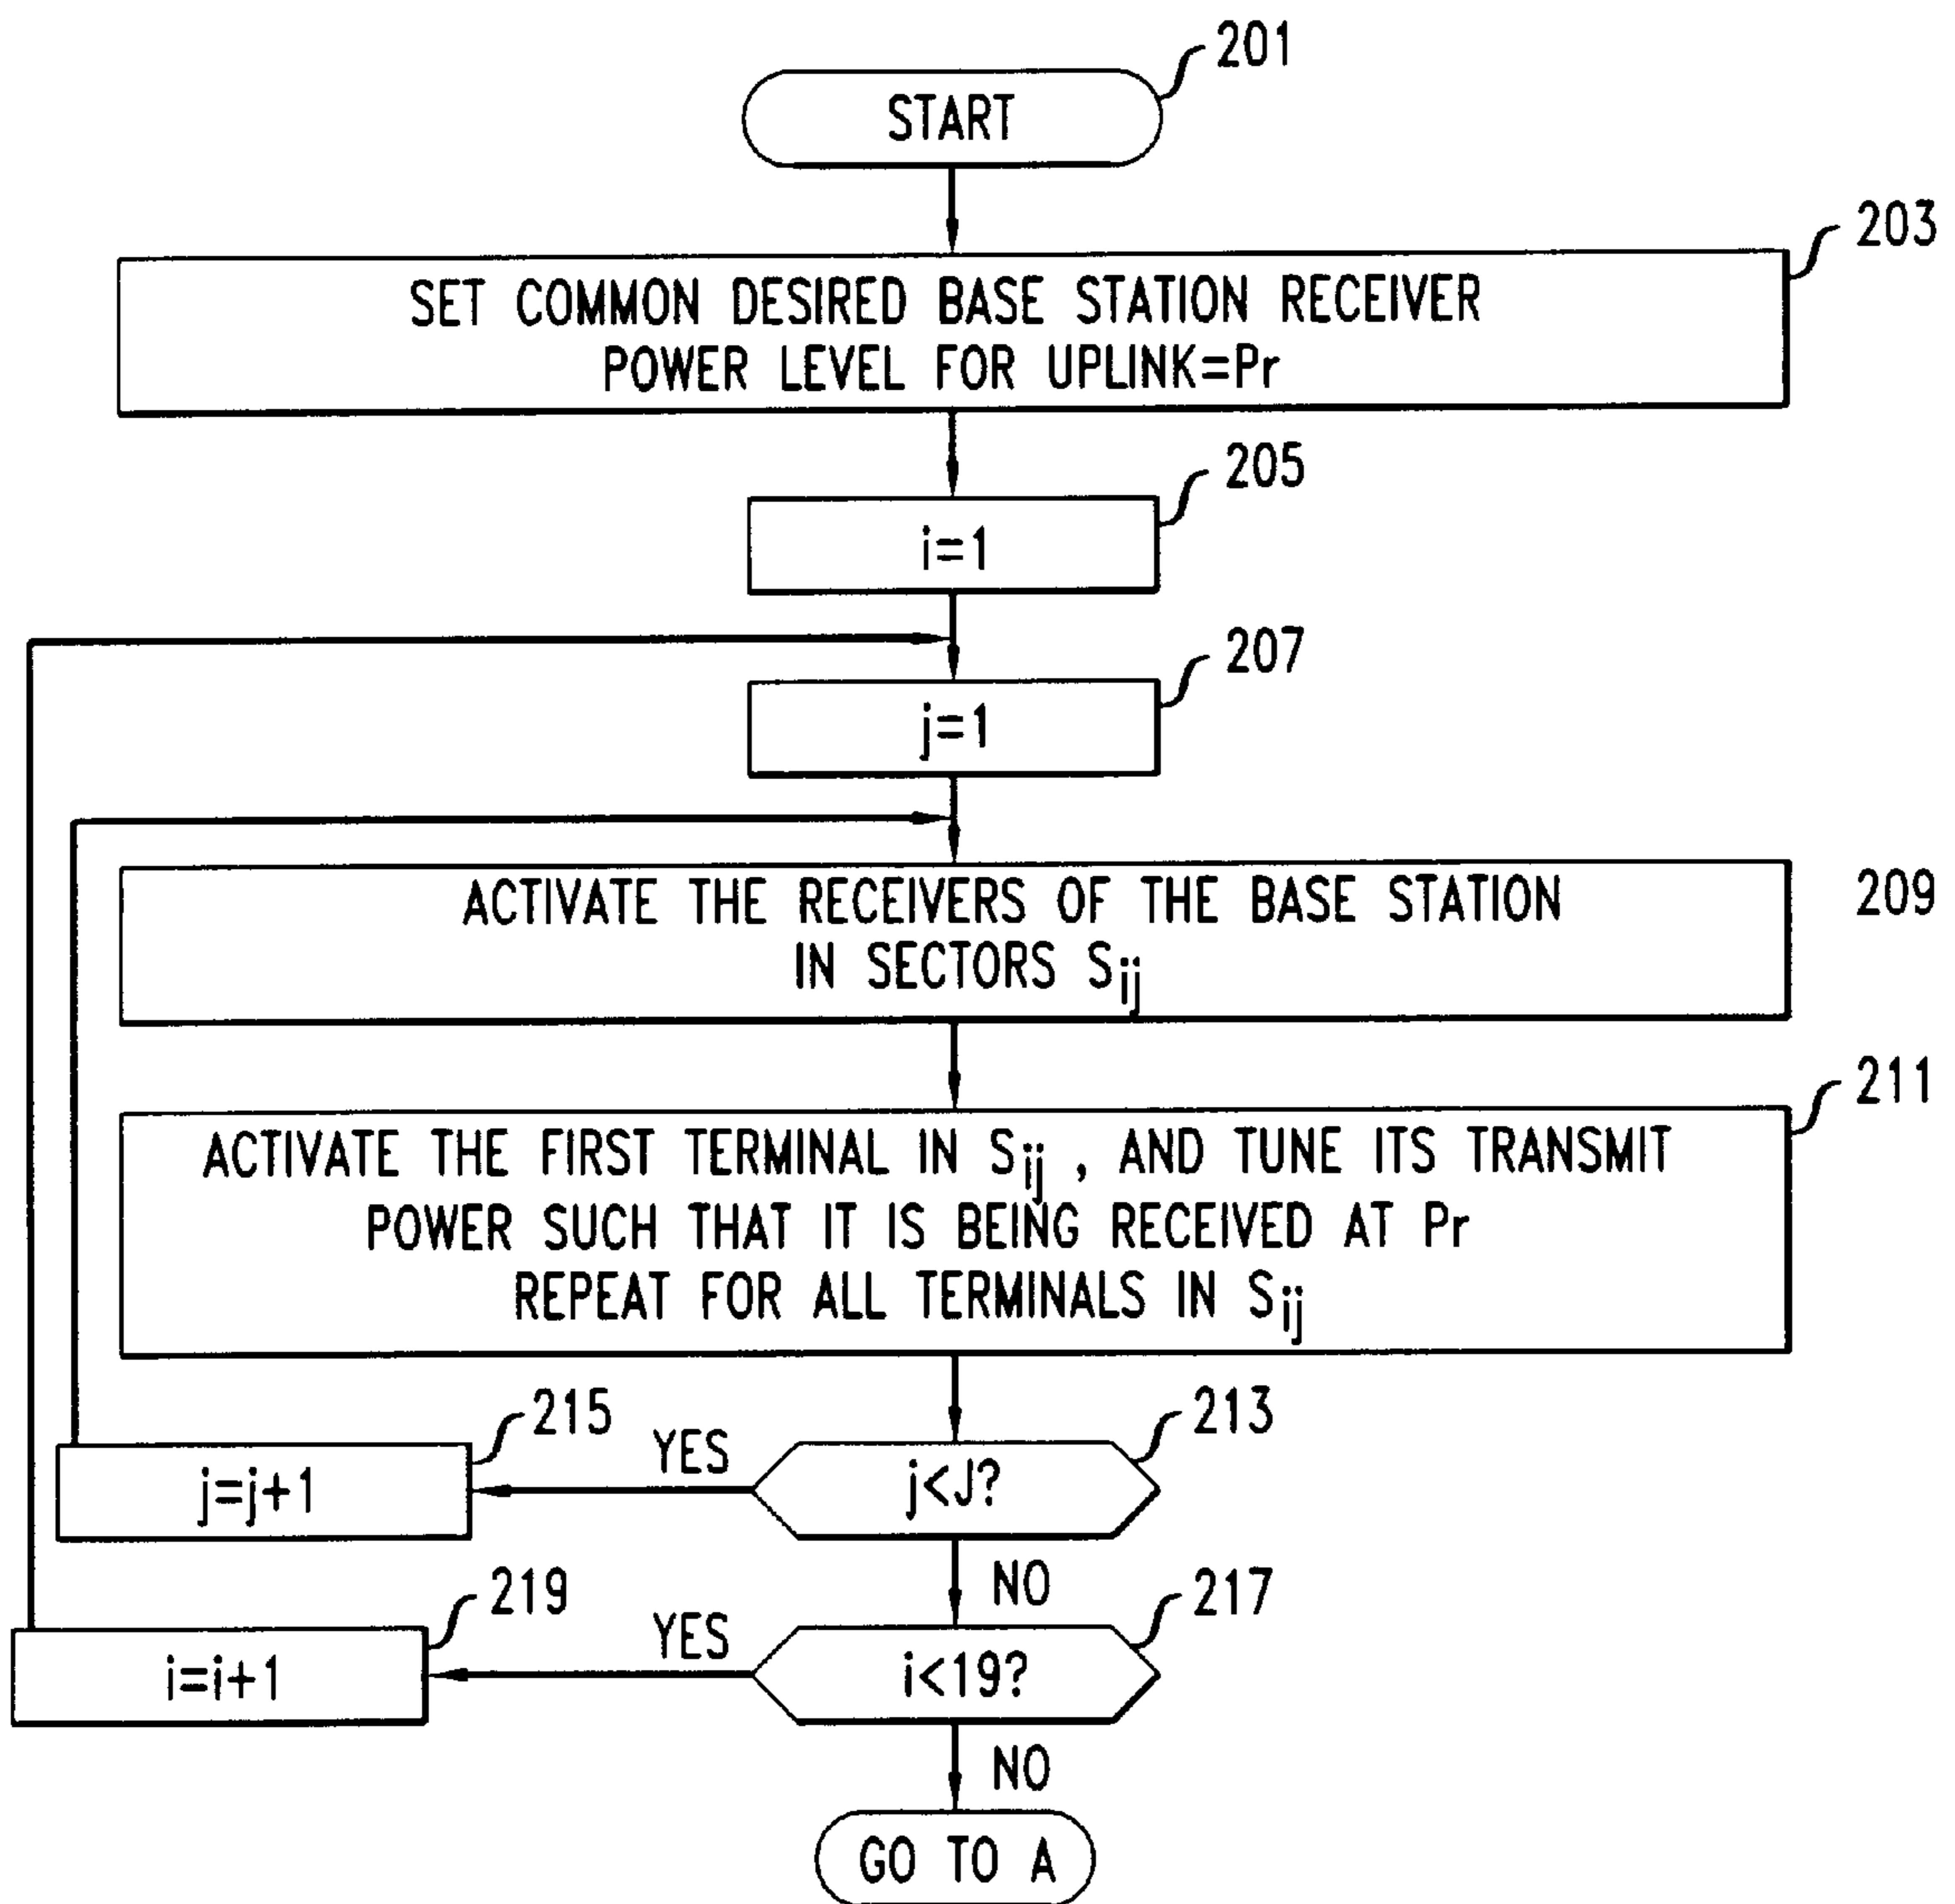 201
START
203
SET COMMON DESIRED BASE STATION RECEIVER
POWER LEVEL FOR UPLINK=Pr
205
i=1
207
j=1
209
ACTIVATE THE RECEIVERS OF THE BASE STATION
IN SECTORS Sij
211
ACTIVATE THE FIRST TERMINAL IN Sij , AND TUNE ITS TRANSMIT
POWER SUCH THAT IT IS BEING RECEIVED AT Pr
REPEAT FOR ALL TERMINALS IN Sij
215
YES
213
j=j+1
j<J?
NO
219
YES
217
i=i+1
i<19?
NO
GO TO A